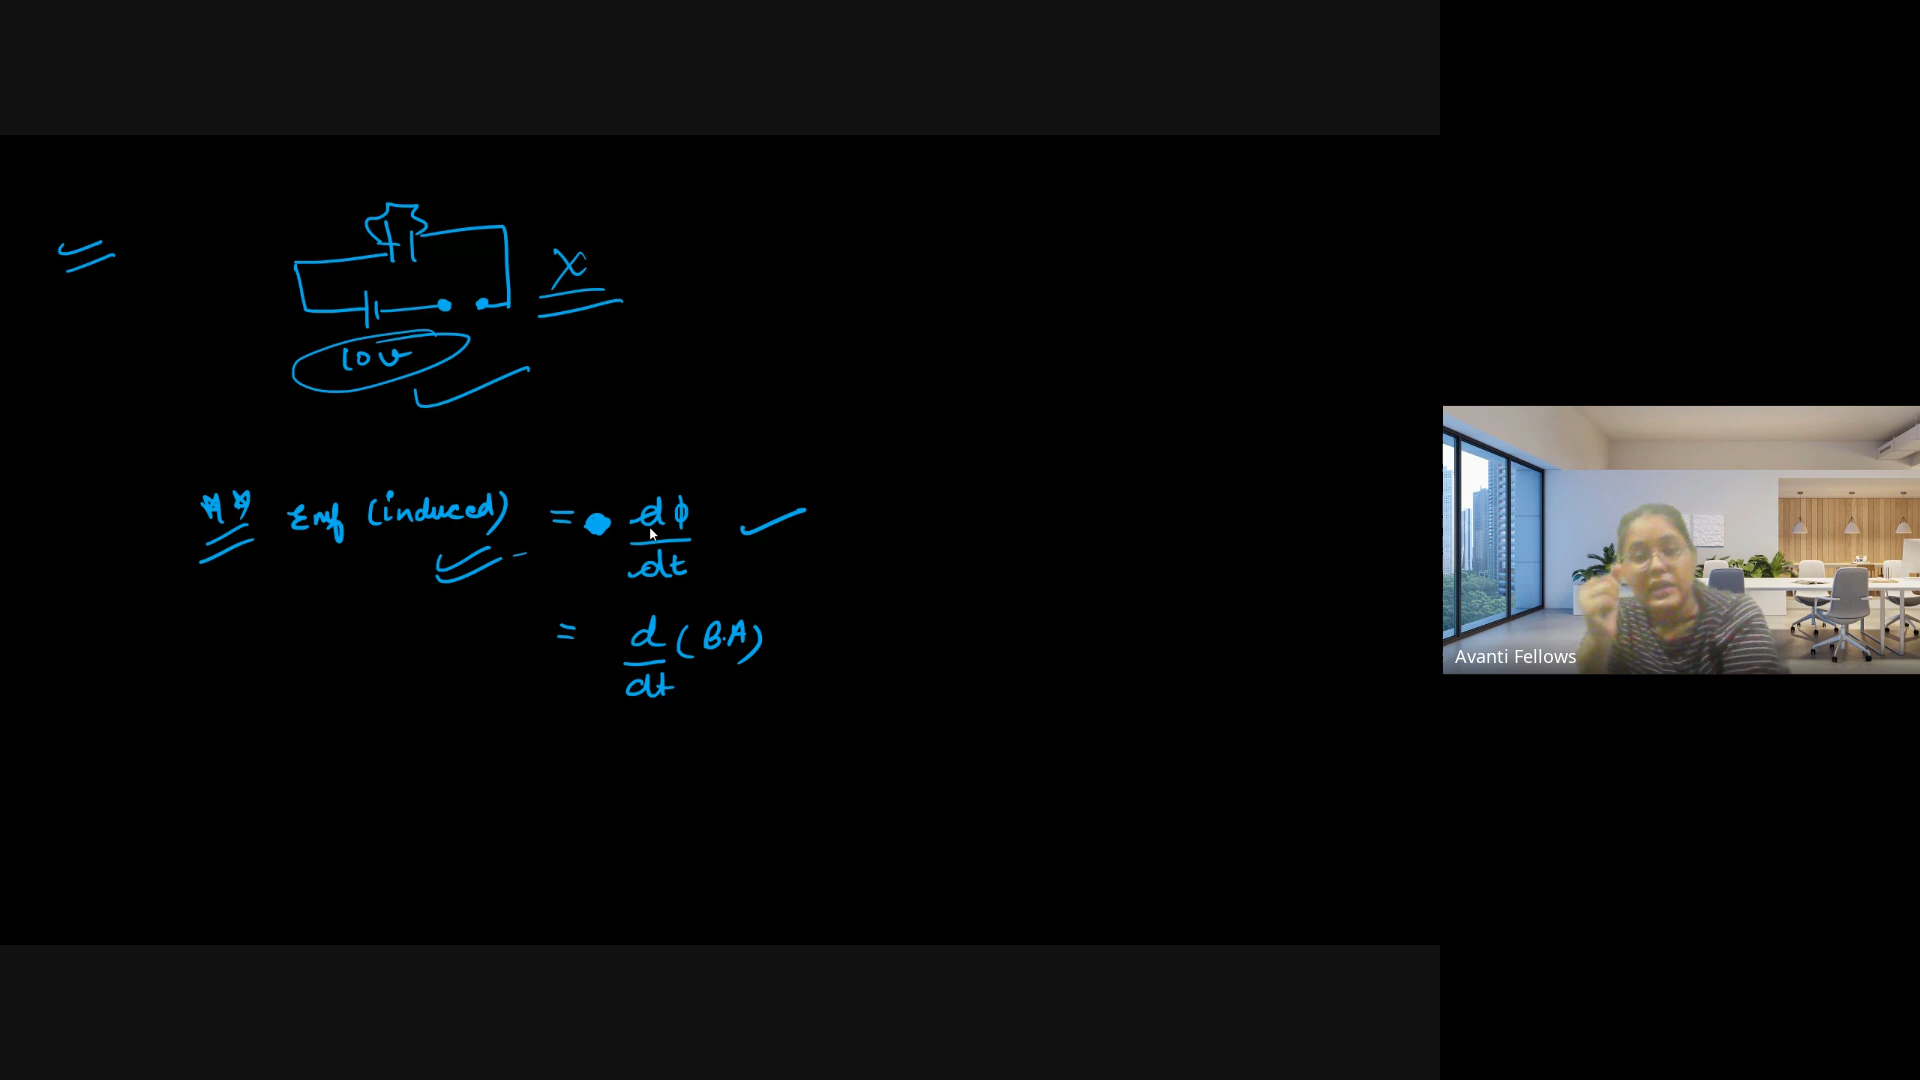 X
10v
Emf (induced) = dϕ/dt
= d/dt (B.A)
Avanti Fellows